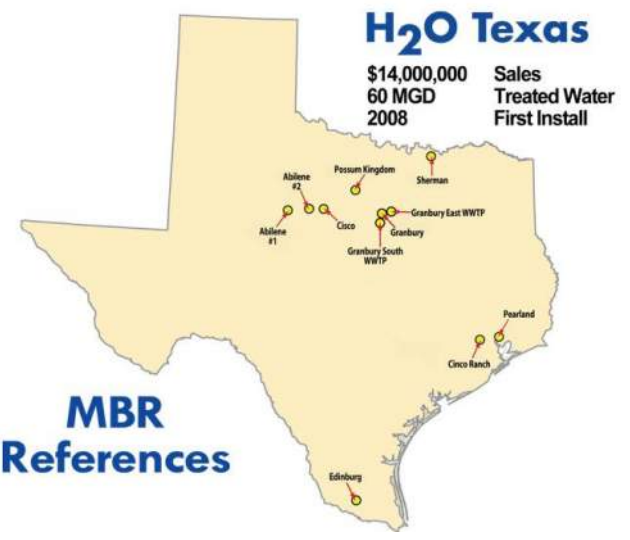 H2O Texas
$14,000,000 Sales
60 MGD Treated Water
2008 First Install
Possum Kingdom
Sherman
Abilene
#2
Abilene
#1
Cisco
Granbury East WWTP
Granbury
Granbury South
WWTP
Pearland
Cinco Ranch
MBR
References
Edinburg